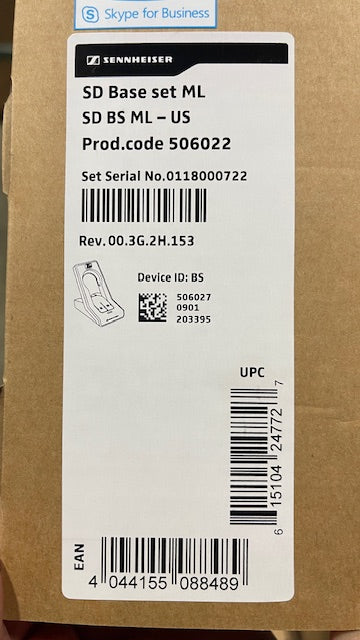 Skype for Business
SENNHEISER
SD Base set ML
SD BS ML – US
Prod.code 506022
Set Serial No.0118000722
Rev.00.3G.2H.153
Device ID: BS
506027
0901
203395
UPC
6 15104 24772 7
EAN
4 044155 088489